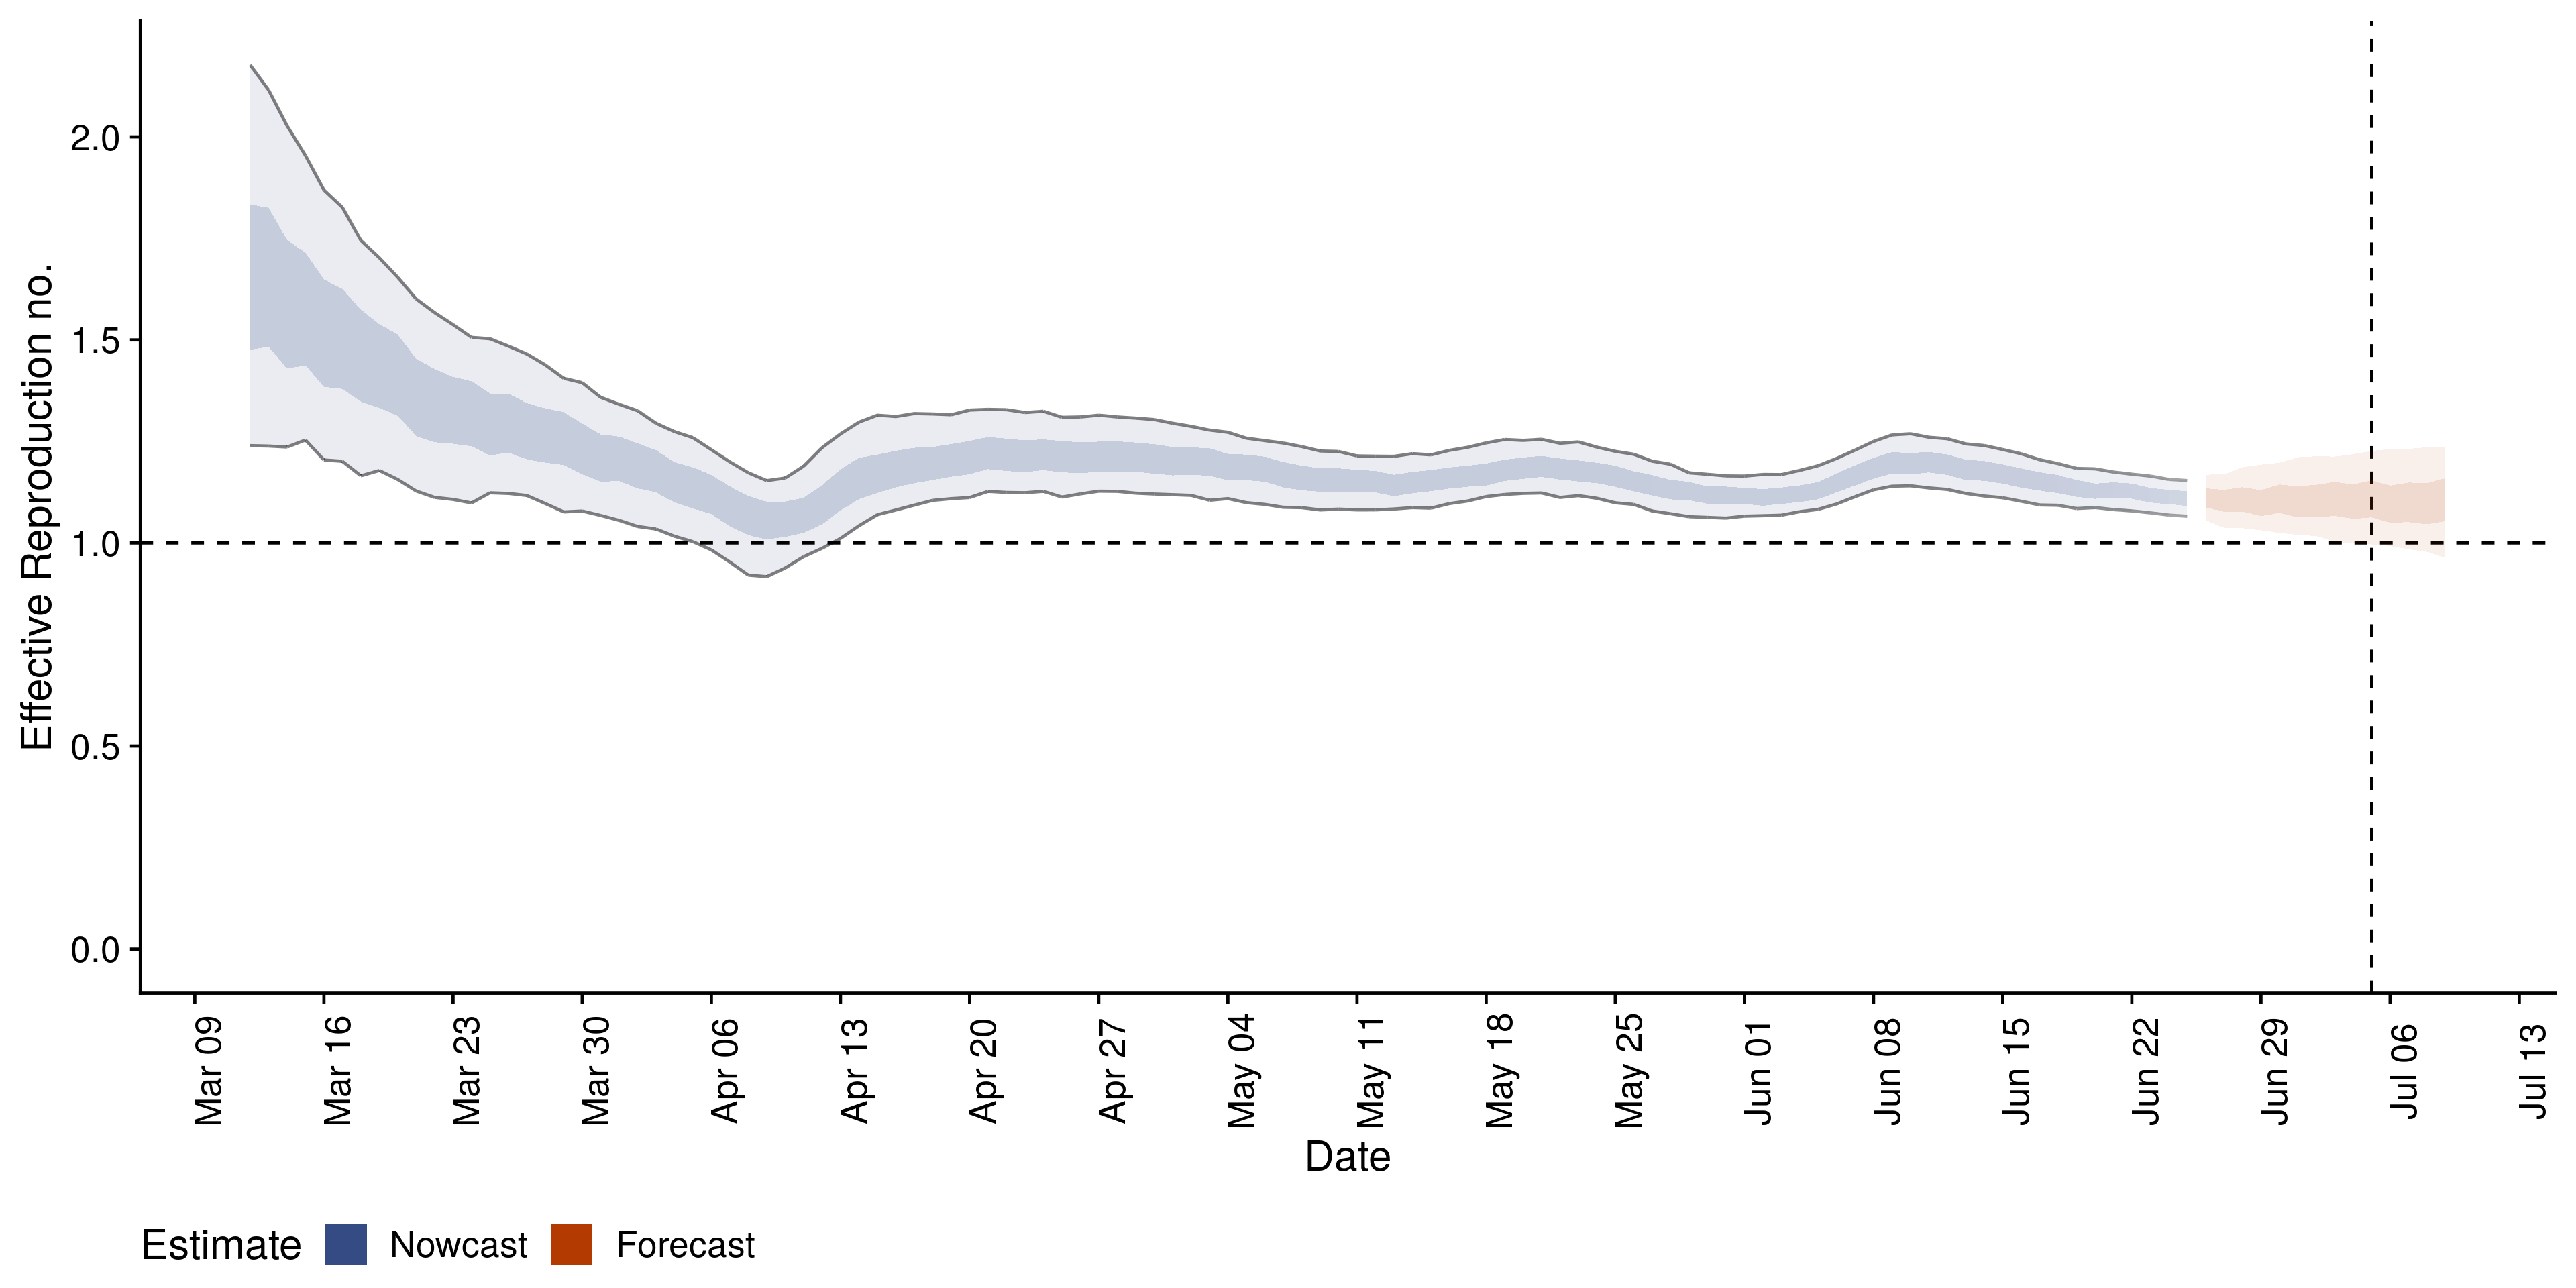 Effective Reproduction no.
2.0
1.5
1.0
0.5
0.0
Mar 09
Mar 16
Mar 23
Mar 30
Apr 06
Apr 13
Apr 20
Apr 27
May 04
May 11
May 18
May 25
Jun 01
Jun 08
Jun 15
Jun 22
Jun 29
Jul 06
Jul 13
Date
Estimate Nowcast Forecast